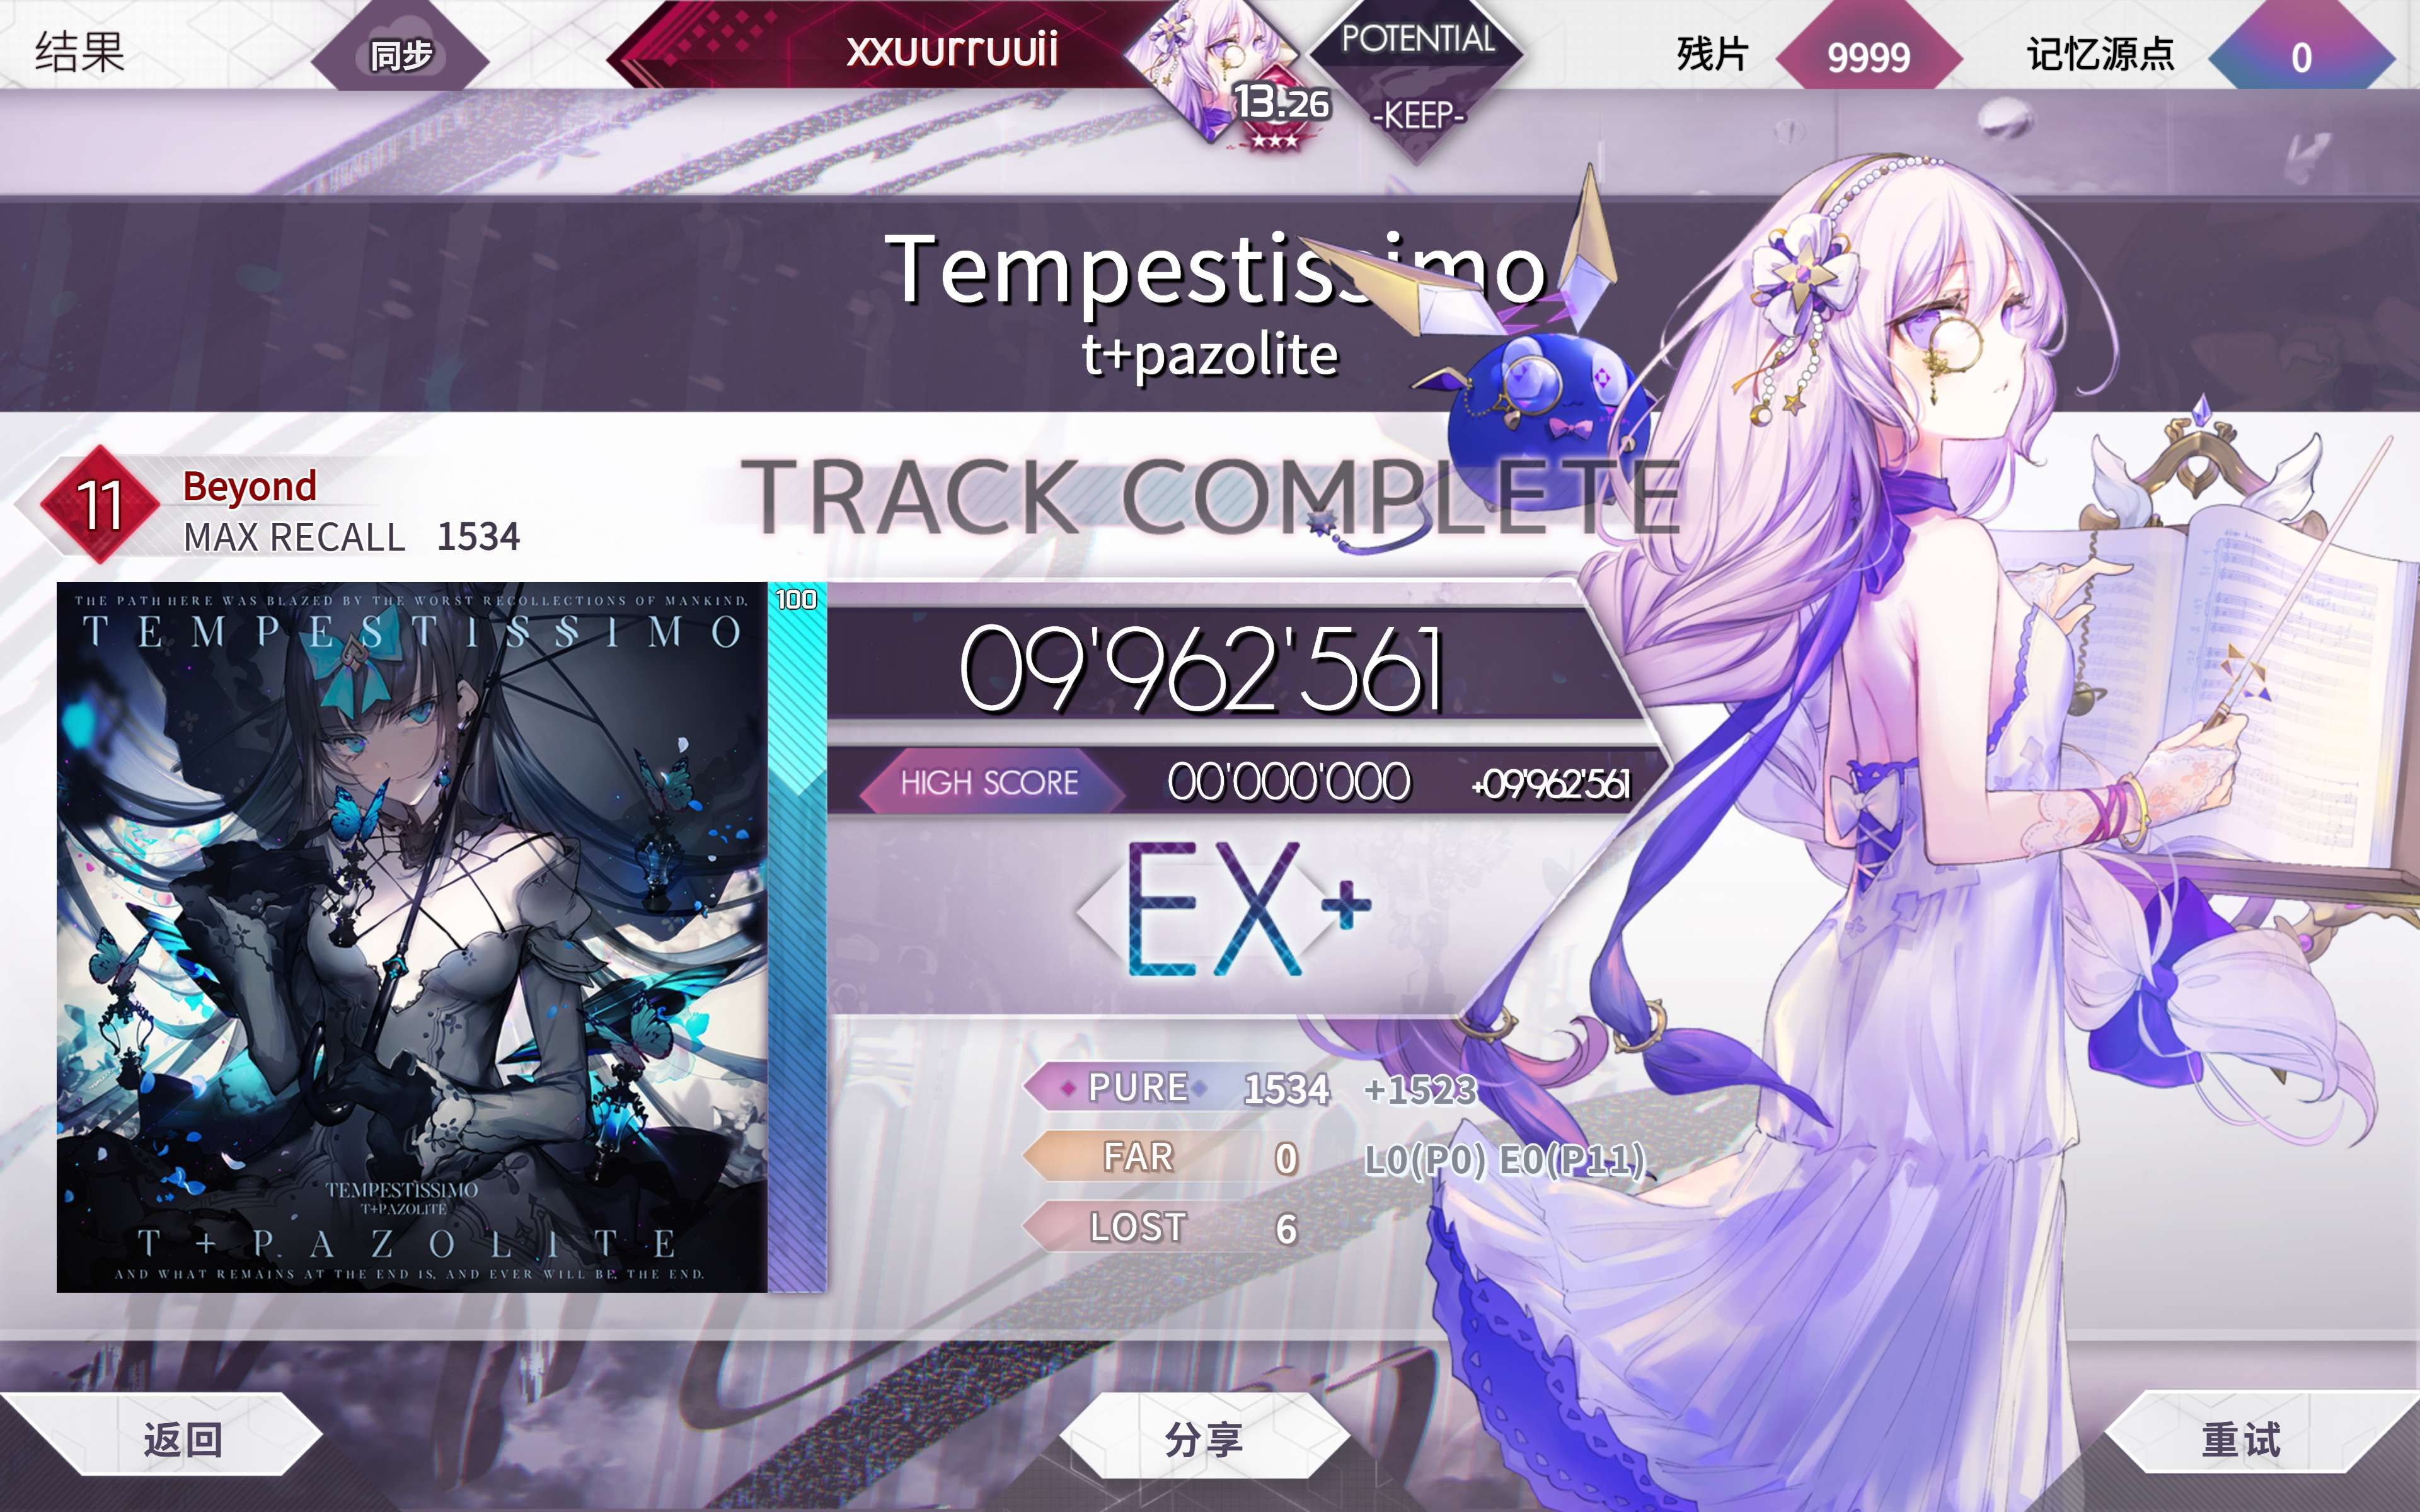 结果
同步
xxuurruuii
13.26
POTENTIAL
-KEEP-
残片
9999
记忆源点
0
Tempestissimo
t+pazolite
11
Beyond
MAX RECALL 1534
TRACK COMPLETE
THE PATH HERE WAS BLAZED BY THE WORST RECOLLECTIONS OF MANKIND,
TEMPESTISSIMO
TEMPESTISSIMO
T+PAZOLITE
T+PAZOLITE
AND WHAT REMAINS AT THE END IS, AND EVER WILL BE, THE END.
100
09'962'561
HIGH SCORE 00'000'000 +09'962'561
EX+
PURE 1534 +1523
FAR 0 L0(P0) E0(P11)
LOST 6
返回
分享
重试